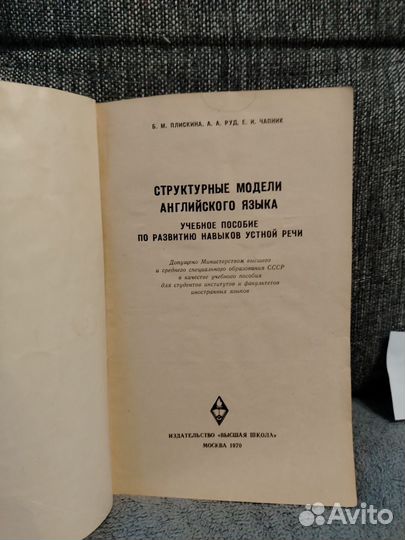 Б. М. ПЛИСКИНА, А. А. РУД, Е. И. ЧАПНИК
СТРУКТУРНЫЕ МОДЕЛИ
АНГЛИЙСКОГО ЯЗЫКА
УЧЕБНОЕ ПОСОБИЕ
ПО РАЗВИТИЮ НАВЫКОВ УСТНОЙ РЕЧИ
Допущено Министерством высшего
и среднего специального образования СССР
в качестве учебного пособия
для студентов институтов и факультетов
иностранных языков
ИЗДАТЕЛЬСТВО «ВЫСШАЯ ШКОЛА»
МОСКВА 1970
Avito